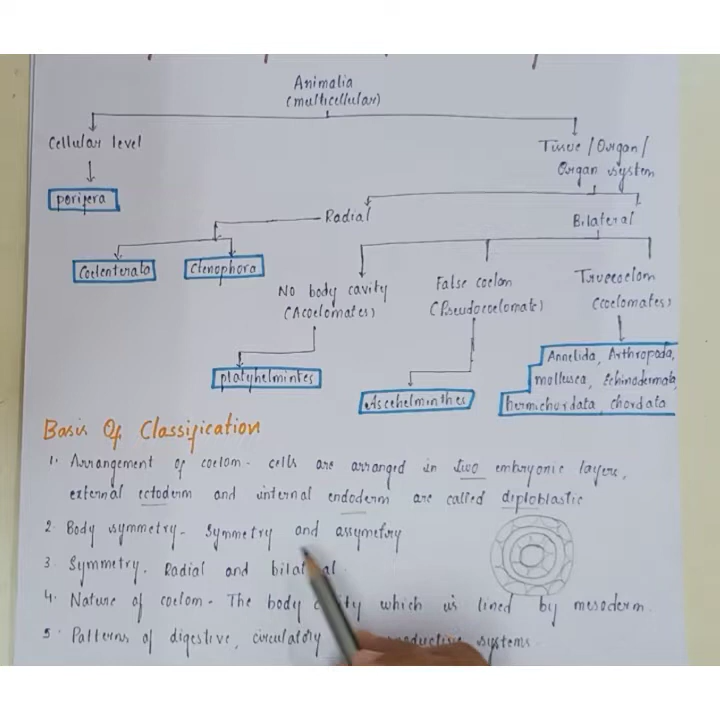 Animalia
(multicellular)
Cellular level
Tissue/Organ/
Organ system
porifera
Radial
Bilateral
Coelenterata
Ctenophora
No body cavity
(Acoelomates)
False coelom
(Pseudocoelomate)
Truecoelom
(coelomates)
platyhelmintes
Ascehelminthes
Annelida, Arthropoda,
mollusca, Echinodermata,
hermichordata, chordata
Basis Of Classification
1. Arrangement of coelom - cells are arranged in two embryonic layers,
external ectoderm and internal endoderm are called diploblastic
2. Body symmetry - Symmetry and assymetry
3. Symmetry. Radial and bilateral.
4. Nature of coelom - The body cavity which is lined by mesoderm.
5. Patterns of digestive, circulatory systems.